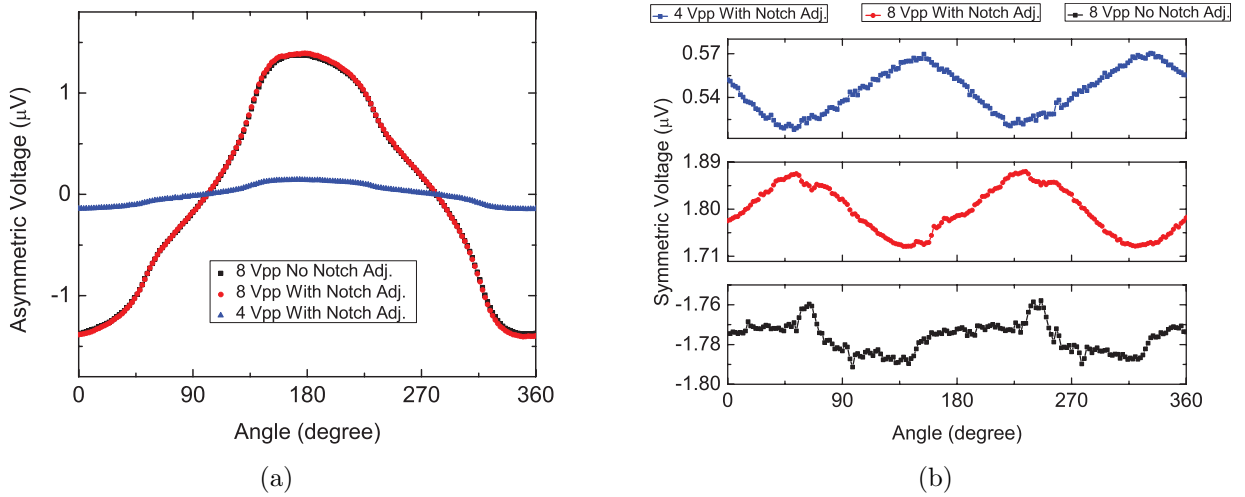 Asymmetric Voltage (μV)
1
0
-1
8 Vpp No Notch Adj.
8 Vpp With Notch Adj.
4 Vpp With Notch Adj.
0 90 180 270 360
Angle (degree)
(a)
4 Vpp With Notch Adj. 8 Vpp With Notch Adj. 8 Vpp No Notch Adj.
Symmetric Voltage (μV)
0.57
0.54
1.89
1.80
1.71
-1.76
-1.78
-1.80
0 90 180 270 360
Angle (degree)
(b)